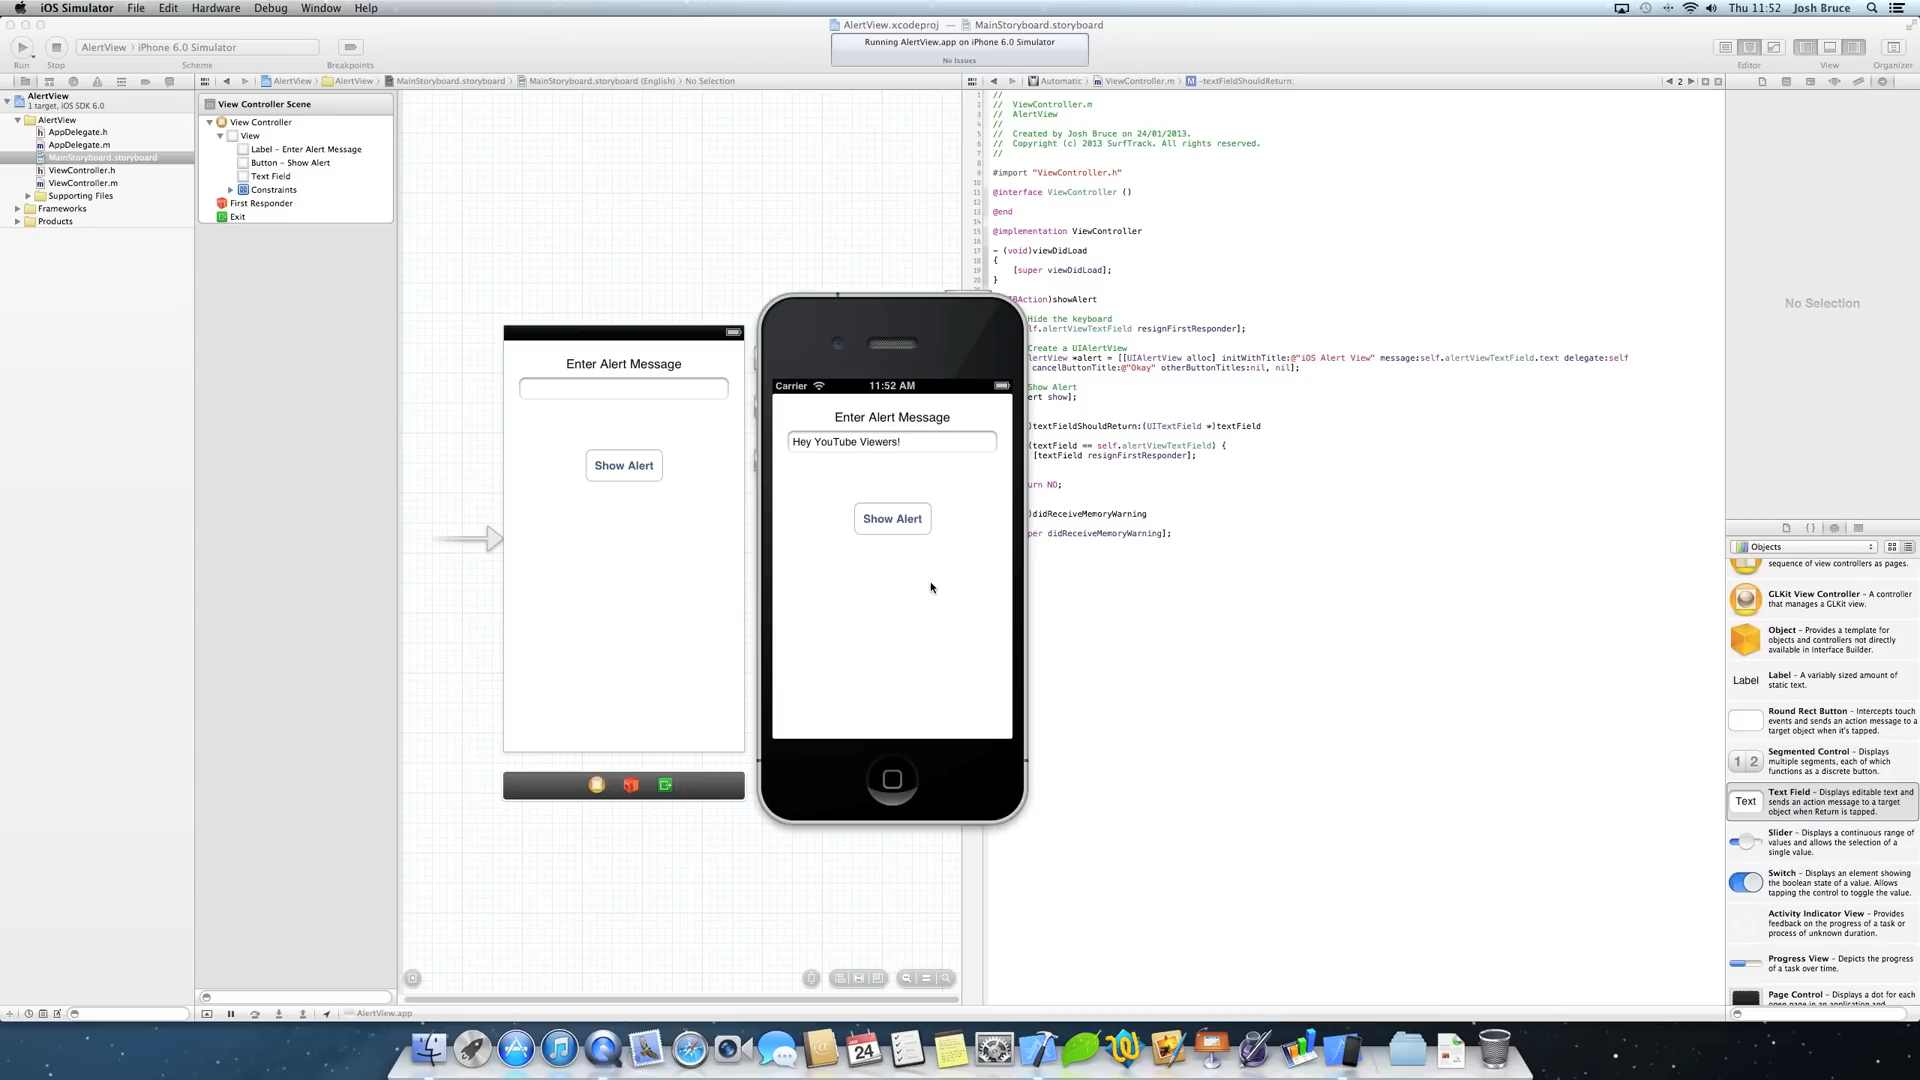 iOS Simulator File Edit Hardware Debug Window Help
Thu 11:52 Josh Bruce
AlertView.xcodeproj — MainStoryboard.storyboard
Running AlertView.app on iPhone 6.0 Simulator
No Issues
AlertView › iPhone 6.0 Simulator
Run Stop Scheme Breakpoints
Editor View Organizer
AlertView › AlertView › MainStoryboard.storyboard › MainStoryboard.storyboard (English) › No Selection
Automatic › ViewController.m › -textFieldShouldReturn:
2
AlertView
1 target, iOS SDK 6.0
AlertView
AppDelegate.h
AppDelegate.m
MainStoryboard.storyboard
ViewController.h
ViewController.m
Supporting Files
Frameworks
Products
View Controller Scene
View Controller
View
Label – Enter Alert Message
Button – Show Alert
Text Field
Constraints
First Responder
Exit
Enter Alert Message
Show Alert
Carrier 11:52 AM
Enter Alert Message
Hey YouTube Viewers!
Show Alert
//
// ViewController.m
// AlertView
//
// Created by Josh Bruce on 24/01/2013.
// Copyright (c) 2013 SurfTrack. All rights reserved.
//
#import "ViewController.h"
@interface ViewController ()
@end
@implementation ViewController
- (void)viewDidLoad
{
[super viewDidLoad];
}
BAction)showAlert
Hide the keyboard
lf.alertViewTextField resignFirstResponder];
Create a UIAlertView
lertView *alert = [[UIAlertView alloc] initWithTitle:@"iOS Alert View" message:self.alertViewTextField.text delegate:self
cancelButtonTitle:@"Okay" otherButtonTitles:nil, nil];
Show Alert
ert show];
)textFieldShouldReturn:(UITextField *)textField
(textField == self.alertViewTextField) {
[textField resignFirstResponder];
urn NO;
)didReceiveMemoryWarning
per didReceiveMemoryWarning];
No Selection
Objects
sequence of view controllers as pages.
GLKit View Controller – A controller
that manages a GLKit view.
Object – Provides a template for
objects and controllers not directly
available in Interface Builder.
Label
Label – A variably sized amount of
static text.
Round Rect Button – Intercepts touch
events and sends an action message to a
target object when it's tapped.
1 2
Segmented Control – Displays
multiple segments, each of which
functions as a discrete button.
Text
Text Field – Displays editable text and
sends an action message to a target
object when Return is tapped.
Slider – Displays a continuous range of
values and allows the selection of a
single value.
Switch – Displays an element showing
the boolean state of a value. Allows
tapping the control to toggle the value.
Activity Indicator View – Provides
feedback on the progress of a task or
process of unknown duration.
Progress View – Depicts the progress
of a task over time.
Page Control – Displays a dot for each
AlertView.app
24